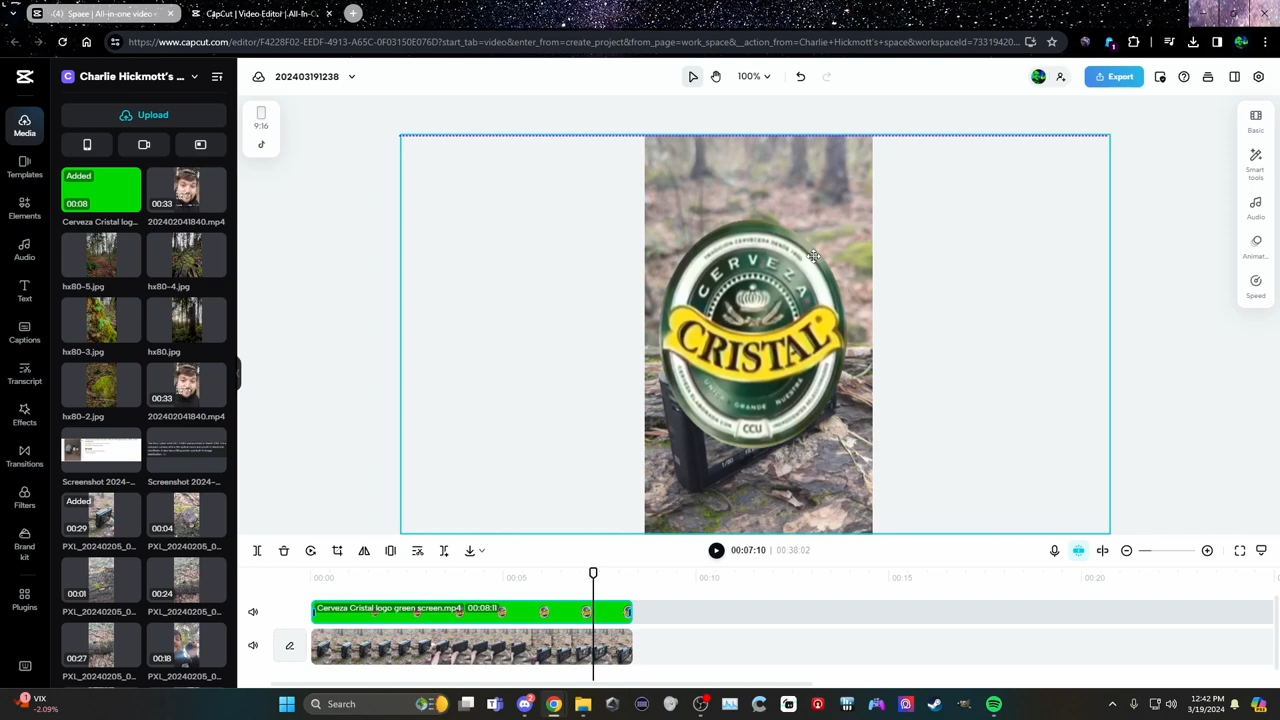 (4) Space | All-in-one video e
CapCut | Video Editor | All-In-O
https://www.capcut.com/editor/F4228F02-EEDF-4913-A65C-0F03150E076D?start_tab=video&enter_from=create_project&from_page=work_space&__action_from=Charlie+Hickmott's+space&workspaceId=73319420...
Charlie Hickmott's ...
202403191238
100%
Export
Upload
Media
Templates
Elements
Audio
Text
Captions
Transcript
Effects
Transitions
Filters
Brand
kit
Plugins
Added
00:08
00:33
Cerveza Cristal log...
202402041840.mp4
hx80-5.jpg
hx80-4.jpg
hx80-3.jpg
hx80.jpg
00:33
hx80-2.jpg
202402041840.mp4
Screenshot 2024-...
Screenshot 2024-...
Added
00:29
00:04
PXL_20240205_0...
PXL_20240205_0...
00:01
00:24
PXL_20240205_0...
PXL_20240205_0...
00:27
00:18
PXL_20240205_0...
PXL_20240205_0...
9:16
CERVEZA
CRISTAL
CCU
Basic
Smart
tools
Audio
Animat...
Speed
00:07:10 | 00:38:02
00:00
00:05
00:10
00:15
00:20
Cerveza Cristal logo green screen.mp4
00:08:11
VIX
-2.09%
Search
12:42 PM
3/19/2024